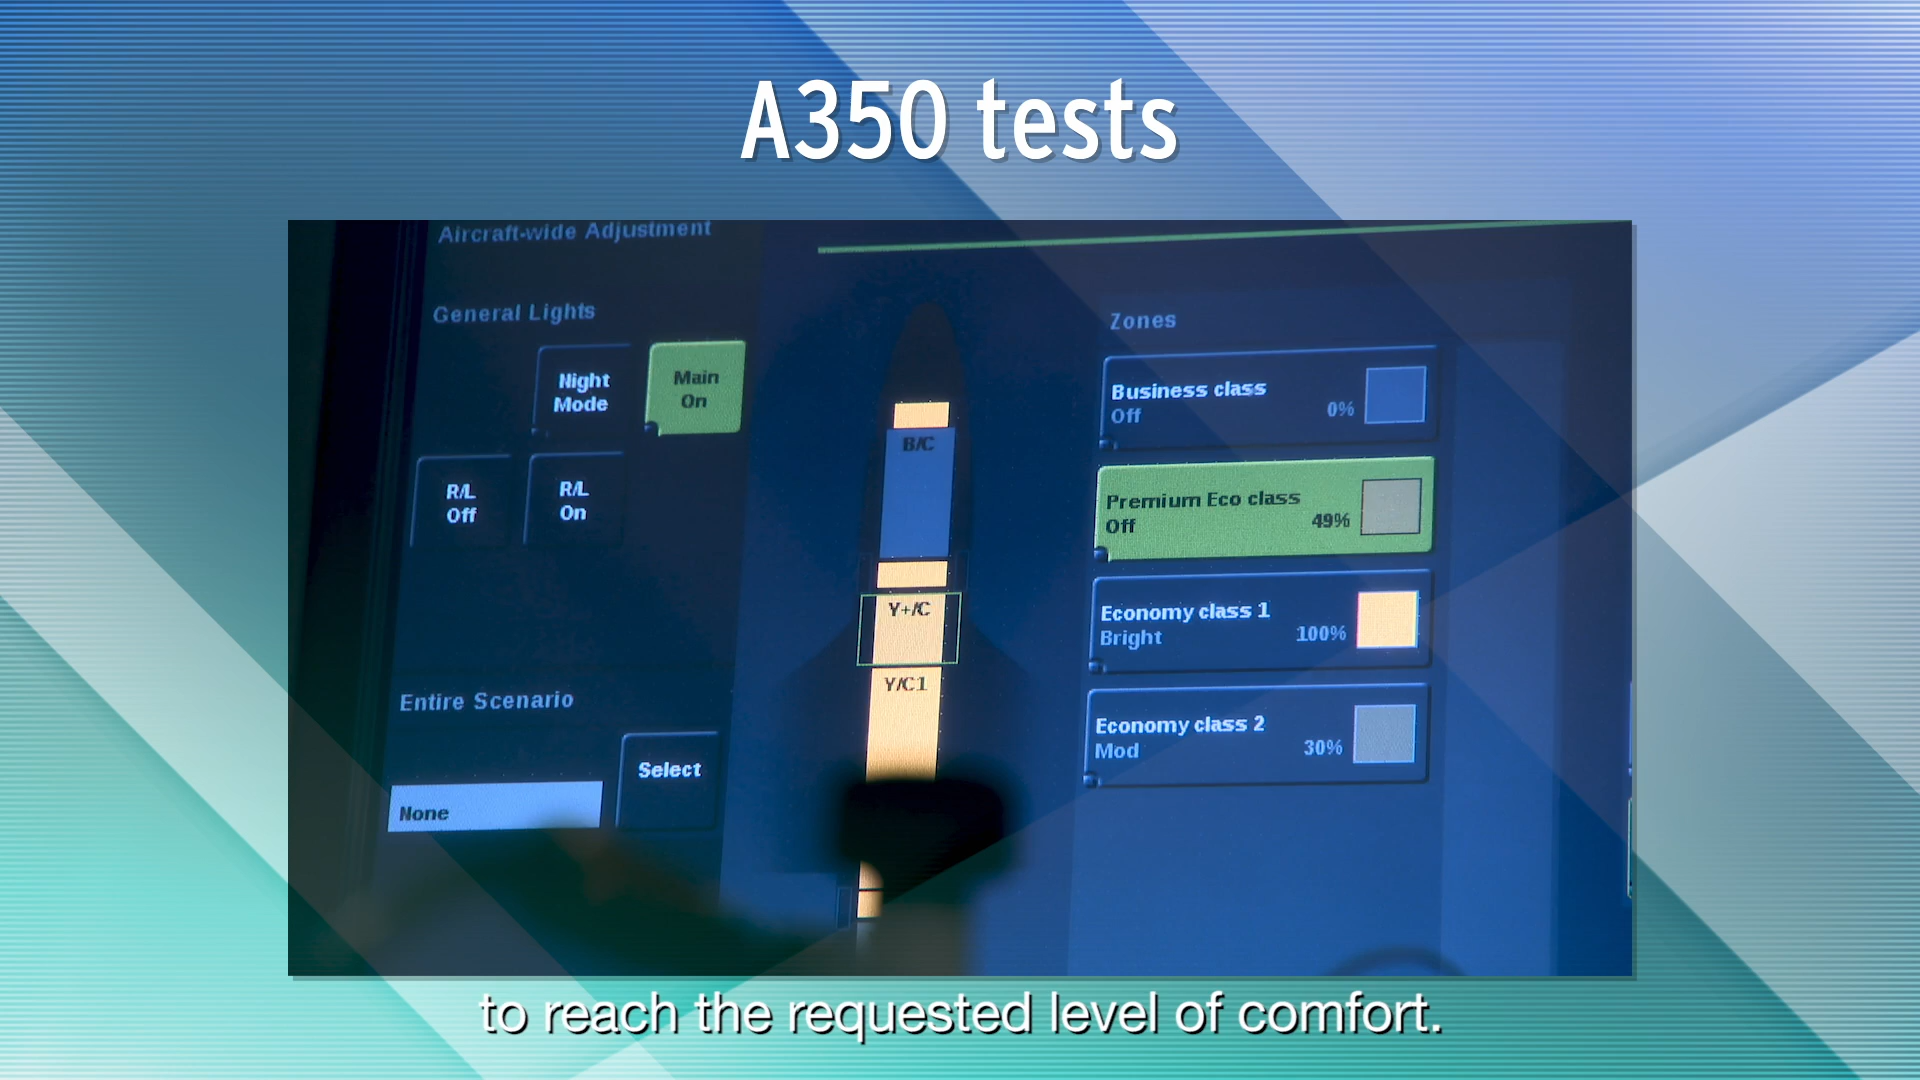 A350 tests
Aircraft-wide Adjustment
General Lights
Night
Mode
Main
On
R/L
Off
R/L
On
Entire Scenario
Select
None
B/C
Y+/C
Y/C1
Zones
Business class
Off 0%
Premium Eco class
Off 49%
Economy class 1
Bright 100%
Economy class 2
Mod 30%
to reach the requested level of comfort.